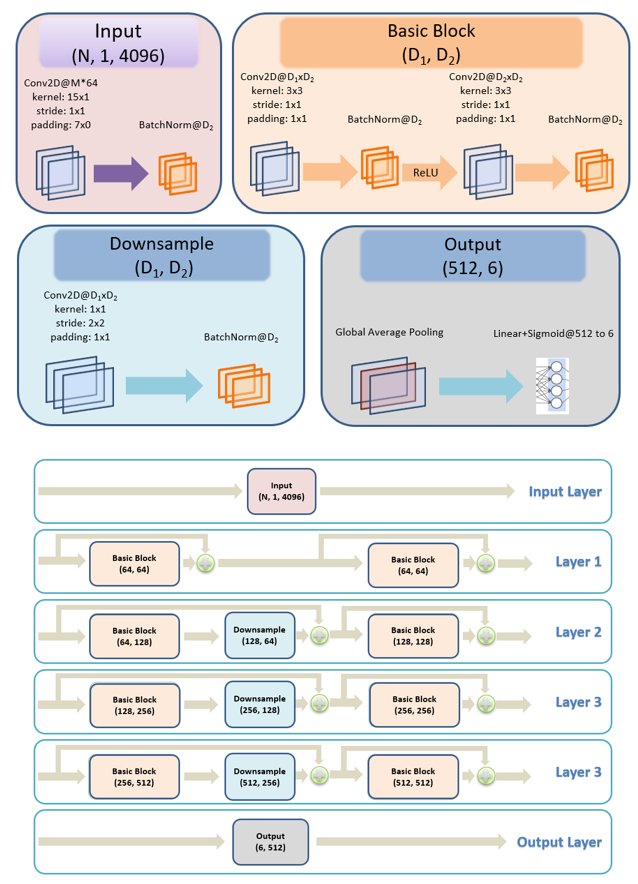 Input
(N, 1, 4096)
Conv2D@M*64
kernel: 15x1
stride: 1x1
padding: 7x0
BatchNorm@D₂
Basic Block
(D₁, D₂)
Conv2D@D₁xD₂
kernel: 3x3
stride: 1x1
padding: 1x1
BatchNorm@D₂
ReLU
Conv2D@D₂xD₂
kernel: 3x3
stride: 1x1
padding: 1x1
BatchNorm@D₂
Downsample
(D₁, D₂)
Conv2D@D₁xD₂
kernel: 1x1
stride: 2x2
padding: 1x1
BatchNorm@D₂
Output
(512, 6)
Global Average Pooling
Linear+Sigmoid@512 to 6
Input
(N, 1, 4096)
Input Layer
Basic Block
(64, 64)
Basic Block
(64, 64)
Layer 1
Basic Block
(64, 128)
Downsample
(128, 64)
Basic Block
(128, 128)
Layer 2
Basic Block
(128, 256)
Downsample
(256, 128)
Basic Block
(256, 256)
Layer 3
Basic Block
(256, 512)
Downsample
(512, 256)
Basic Block
(512, 512)
Layer 3
Output
(6, 512)
Output Layer